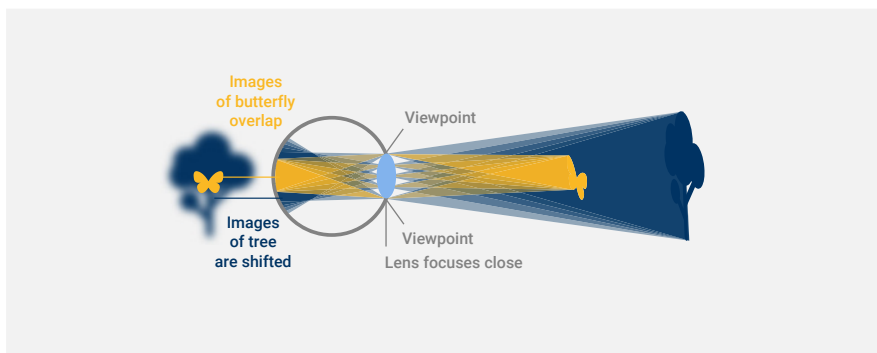 Images
of butterfly
overlap
Viewpoint
Images
of tree
are shifted
Viewpoint
Lens focuses close